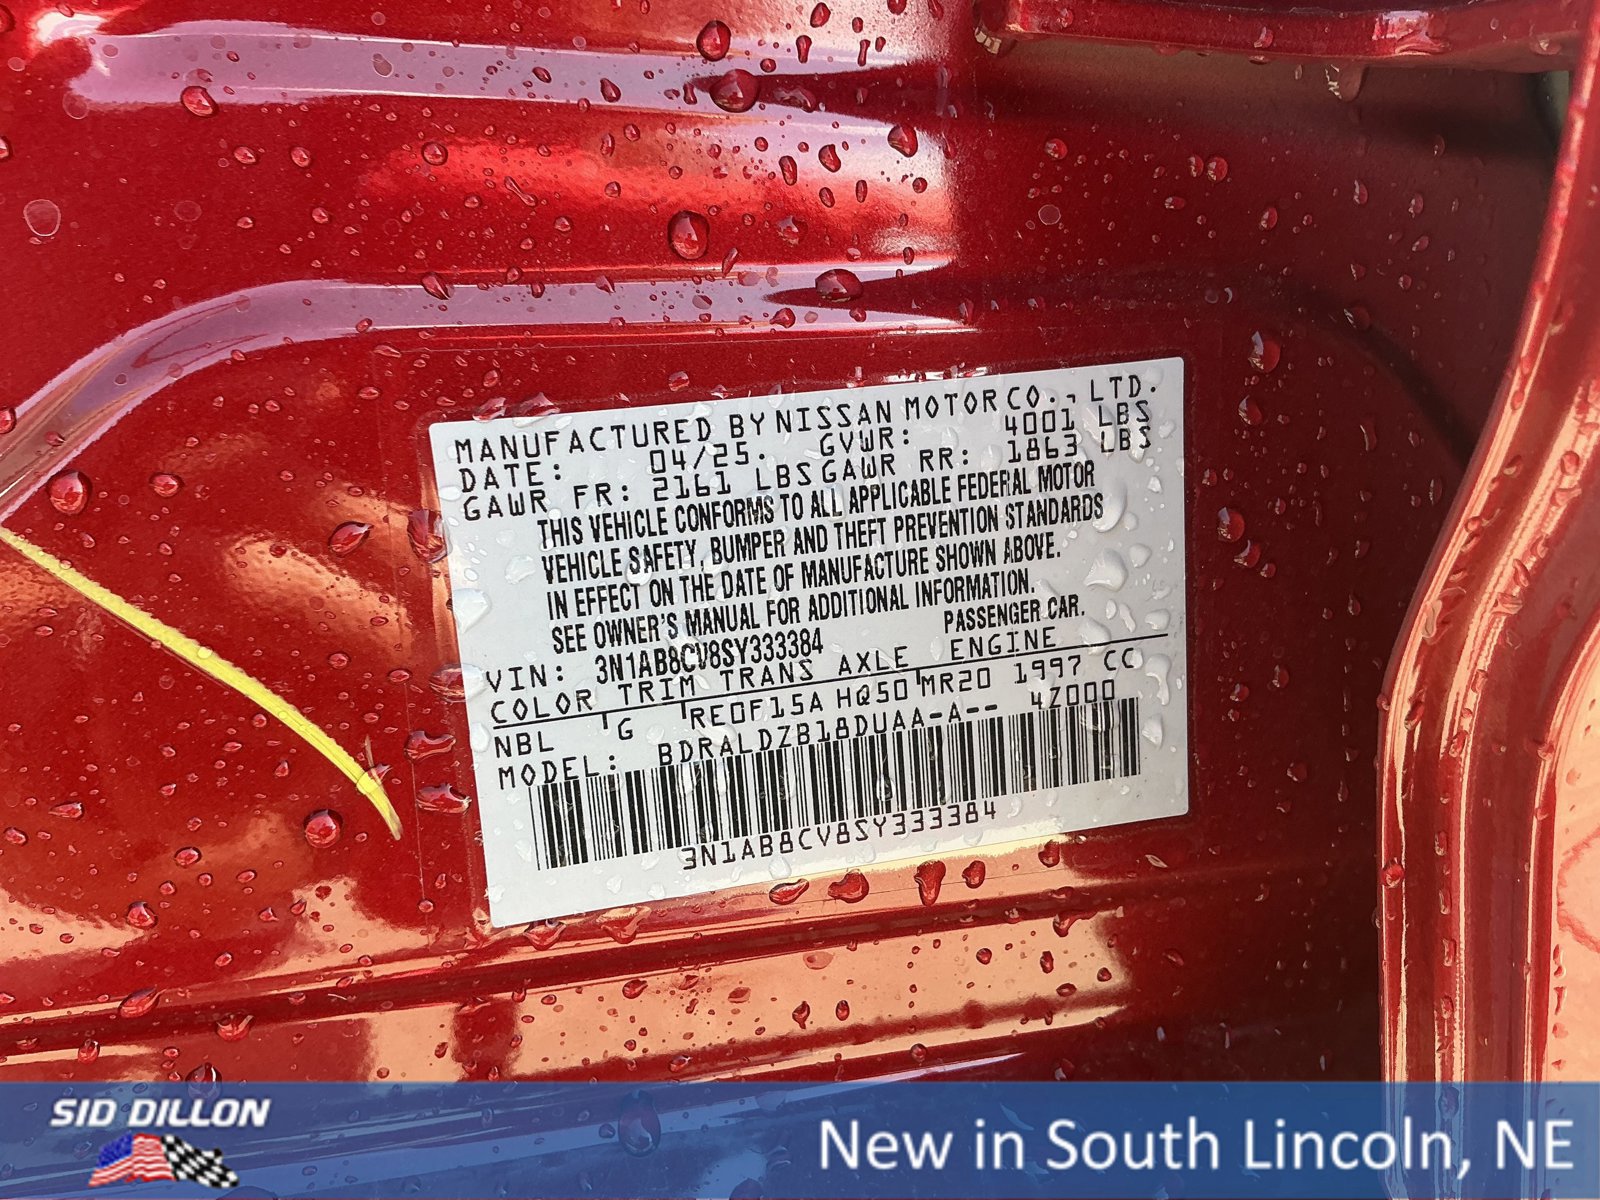 MANUFACTURED BY NISSAN MOTOR CO., LTD.
DATE: 04/25. GVWR: 4001 LBS
GAWR FR: 2161 LBS GAWR RR: 1863 LBS
THIS VEHICLE CONFORMS TO ALL APPLICABLE FEDERAL MOTOR
VEHICLE SAFETY, BUMPER AND THEFT PREVENTION STANDARDS
IN EFFECT ON THE DATE OF MANUFACTURE SHOWN ABOVE.
SEE OWNER'S MANUAL FOR ADDITIONAL INFORMATION.
VIN: 3N1AB8CV8SY333384 PASSENGER CAR.
COLOR TRIM TRANS AXLE ENGINE
NBL G RE0F15A HQ50 MR20 1997 CC
MODEL: BDRALDZB18DUAA-A-- 4Z000
3N1AB8CV8SY333384
SID DILLON
New in South Lincoln, NE